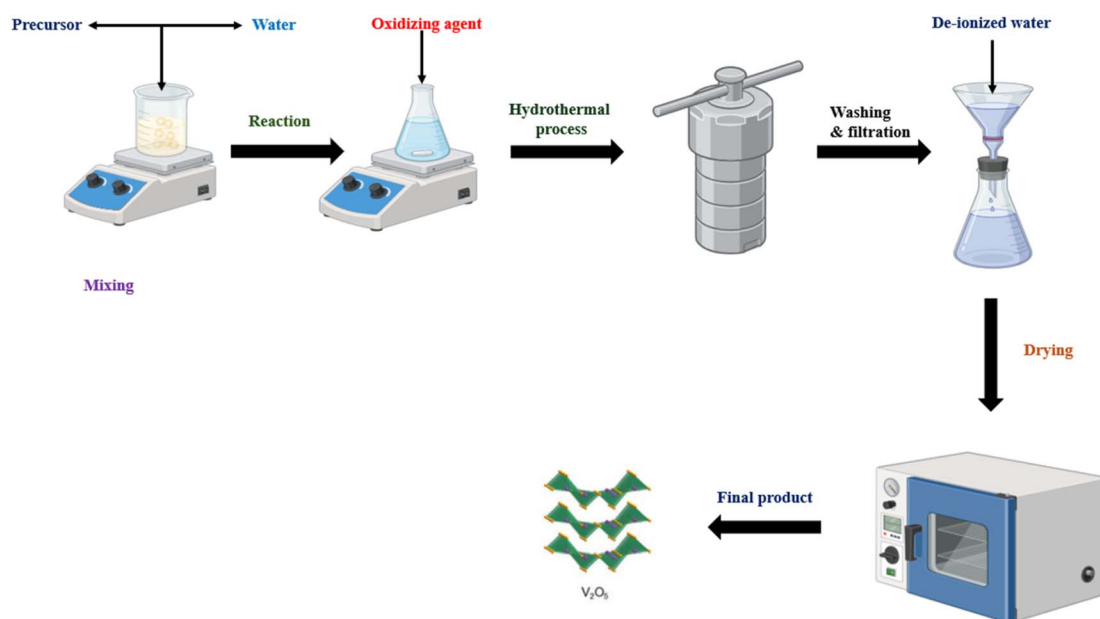 Precursor
Water
Oxidizing agent
De-ionized water
Reaction
Hydrothermal
process
Washing
& filtration
Mixing
Drying
Final product
V₂O₅